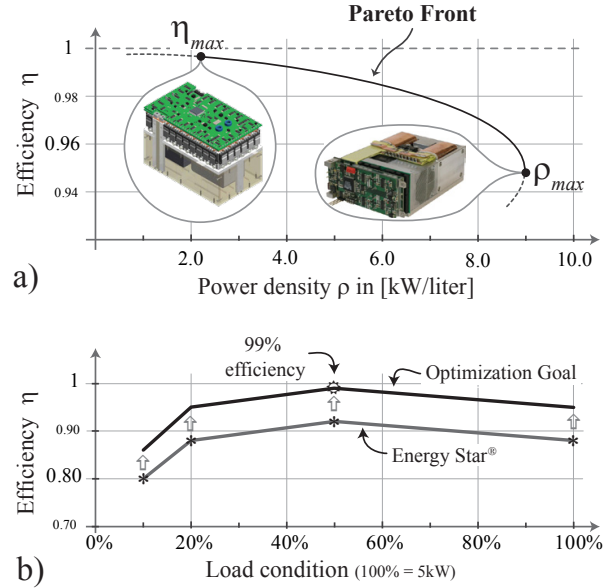 Pareto Front
1
η max
0.98
0.96
0.94
ρ max
Efficiency η
2.0
4.0
6.0
8.0
10.0
a)
Power density ρ in [kW/liter]
99%
efficiency
Optimization Goal
1
0.90
Energy Star®
0.80
0.70
Efficiency η
0%
20%
40%
60%
80%
100%
b)
Load condition (100% = 5kW)